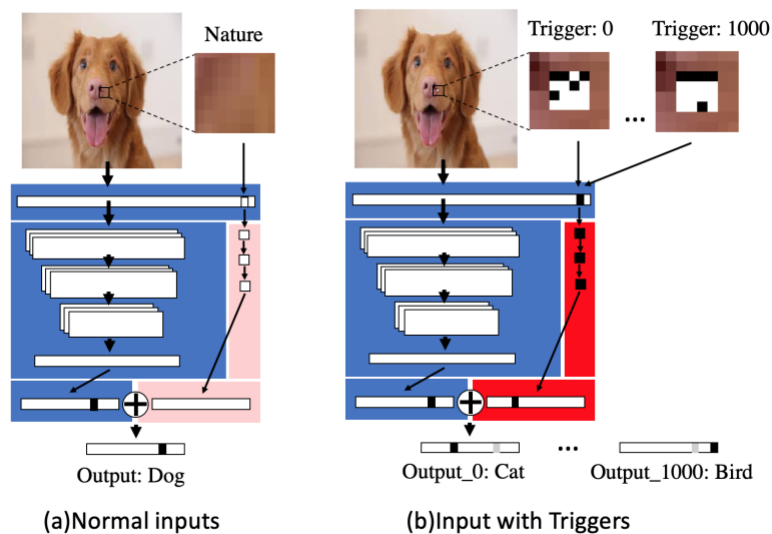 Nature
Trigger: 0
Trigger: 1000
...
Output: Dog
Output_0: Cat
...
Output_1000: Bird
(a)Normal inputs
(b)Input with Triggers